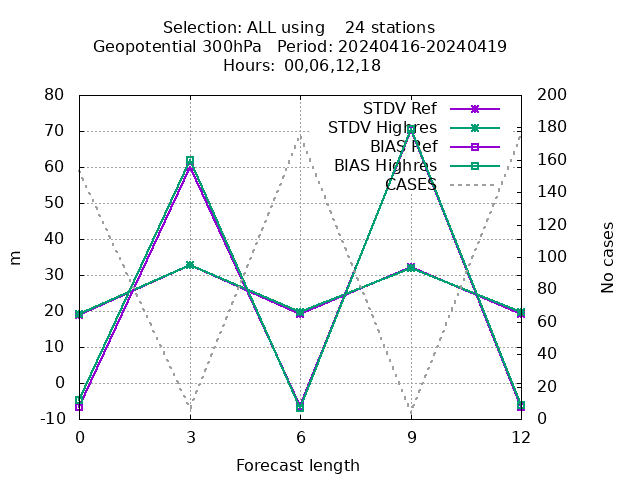 Selection: ALL using    24 stations
Geopotential 300hPa   Period: 20240416-20240419
Hours: 00,06,12,18
80 200
70 180
60 160
50 140
40 120
30 100
20 80
10 60
0 40
-10 20
0
m
No cases
STDV Ref
STDV Highres
BIAS Ref
BIAS Highres
CASES
0 3 6 9 12
Forecast length